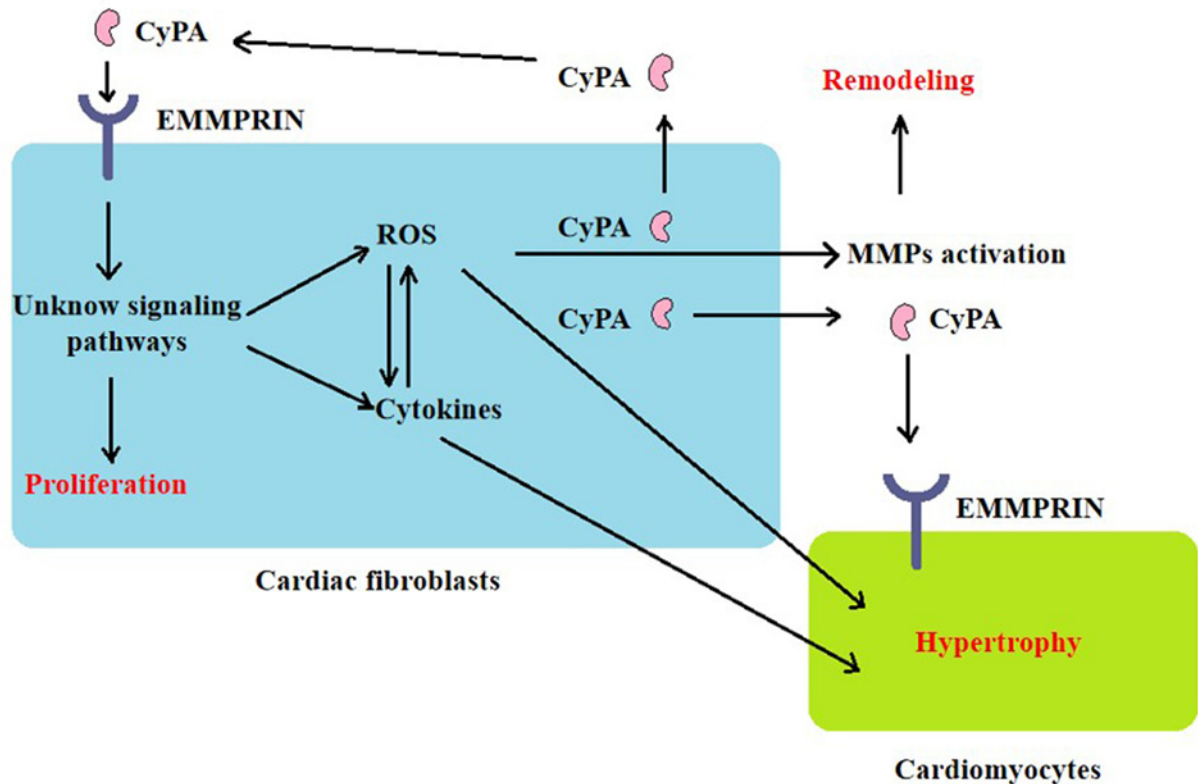 CyPA
CyPA
Remodeling
EMMPRIN
CyPA
ROS
MMPs activation
Unknow signaling
pathways
CyPA
CyPA
Cytokines
Proliferation
EMMPRIN
Cardiac fibroblasts
Hypertrophy
Cardiomyocytes